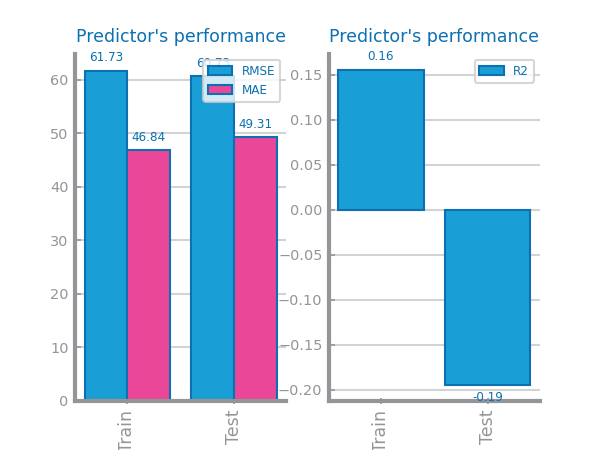 Predictor's performance
61.73
46.84
49.31
RMSE
MAE
60
50
40
30
20
10
0
Train
Test
Predictor's performance
0.16
-0.19
R2
0.15
0.10
0.05
0.00
−0.05
−0.10
−0.15
−0.20
Train
Test